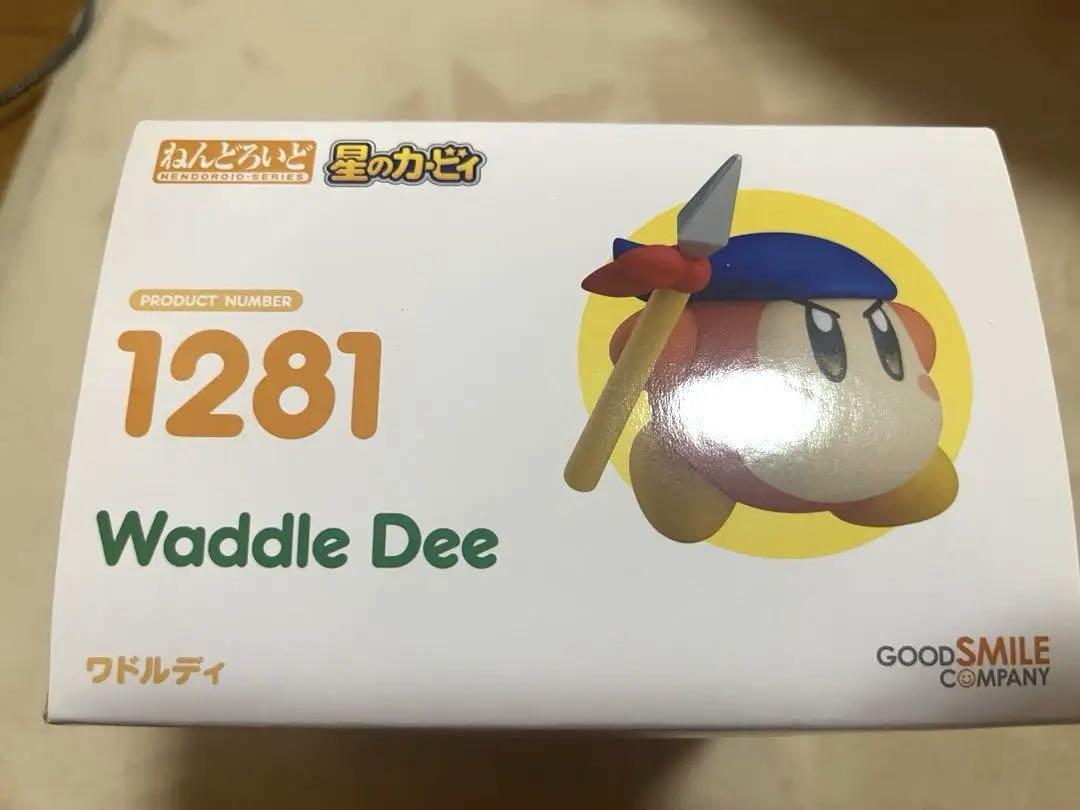 ねんどろいど
NENDOROID-SERIES
星のカービィ
PRODUCT NUMBER
1281
Waddle Dee
ワドルディ
GOOD SMILE
COMPANY